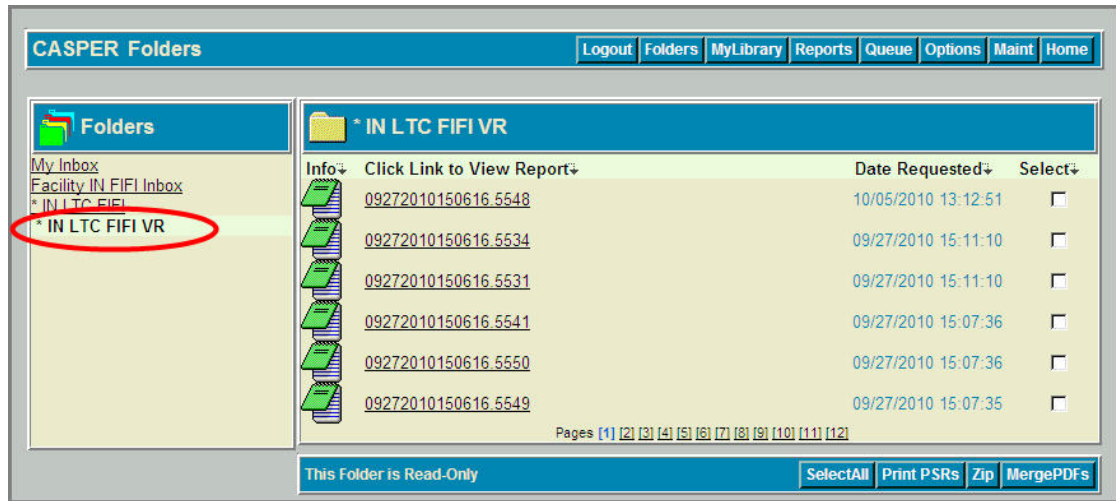 CASPER Folders
Logout Folders MyLibrary Reports Queue Options Maint Home
Folders
My Inbox
Facility IN FIFI Inbox
* IN LTC FIFI
* IN LTC FIFI VR
* IN LTC FIFI VR
Info Click Link to View Report Date Requested Select
09272010150616.5548 10/05/2010 13:12:51
09272010150616.5534 09/27/2010 15:11:10
09272010150616.5531 09/27/2010 15:11:10
09272010150616.5541 09/27/2010 15:07:36
09272010150616.5550 09/27/2010 15:07:36
09272010150616.5549 09/27/2010 15:07:35
Pages [1] [2] [3] [4] [5] [6] [7] [8] [9] [10] [11] [12]
This Folder is Read-Only
SelectAll Print PSRs Zip MergePDFs